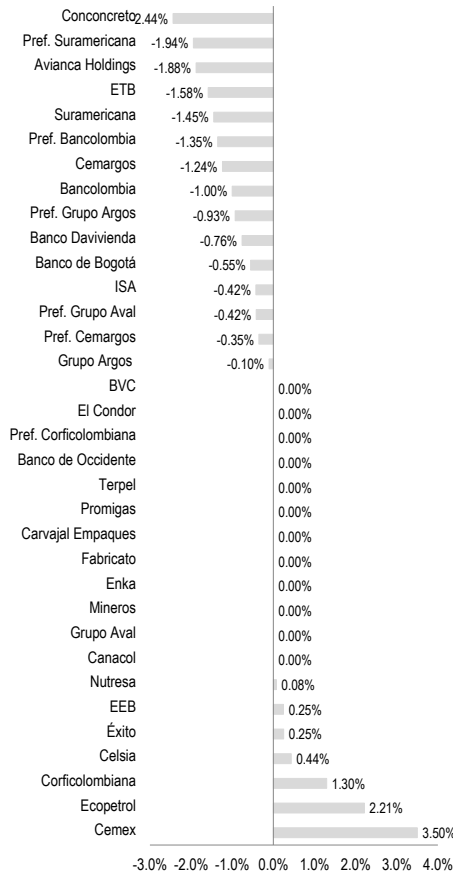 Conconcreto -2.44%
Pref. Suramericana -1.94%
Avianca Holdings -1.88%
ETB -1.58%
Suramericana -1.45%
Pref. Bancolombia -1.35%
Cemargos -1.24%
Bancolombia -1.00%
Pref. Grupo Argos -0.93%
Banco Davivienda -0.76%
Banco de Bogotá -0.55%
ISA -0.42%
Pref. Grupo Aval -0.42%
Pref. Cemargos -0.35%
Grupo Argos -0.10%
BVC 0.00%
El Condor 0.00%
Pref. Corficolombiana 0.00%
Banco de Occidente 0.00%
Terpel 0.00%
Promigas 0.00%
Carvajal Empaques 0.00%
Fabricato 0.00%
Enka 0.00%
Mineros 0.00%
Grupo Aval 0.00%
Canacol 0.00%
Nutresa 0.08%
EEB 0.25%
Éxito 0.25%
Celsia 0.44%
Corficolombiana 1.30%
Ecopetrol 2.21%
Cemex 3.50%
-3.0% -2.0% -1.0% 0.0% 1.0% 2.0% 3.0% 4.0%